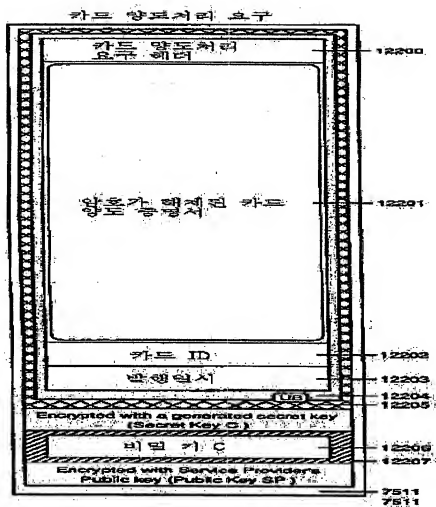 카드 양도처리 요구
카드 양도처리
요구 헤더
12200
암호가 해제된 카드
양도 증명서
12201
카드 ID
12202
발행일시
12203
UB
12204
12205
Encrypted with a generated secret key
(Secret Key C)
비밀 키 C
12206
12207
Encrypted with Service Provider's
Public key (Public Key SP)
7511
7511